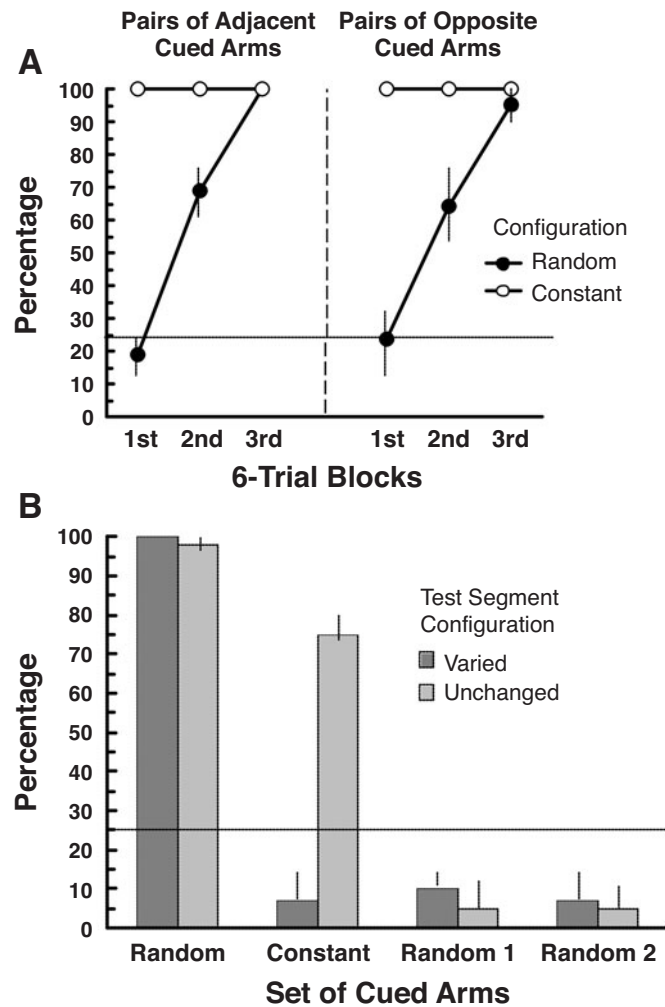 Pairs of Adjacent Cued Arms
Pairs of Opposite Cued Arms
A
100
90
80
70
60
50
40
30
20
10
0
Percentage
Configuration
Random
Constant
1st 2nd 3rd
1st 2nd 3rd
6-Trial Blocks
B
100
90
80
70
60
50
40
30
20
10
0
Percentage
Test Segment
Configuration
Varied
Unchanged
Random Constant Random 1 Random 2
Set of Cued Arms